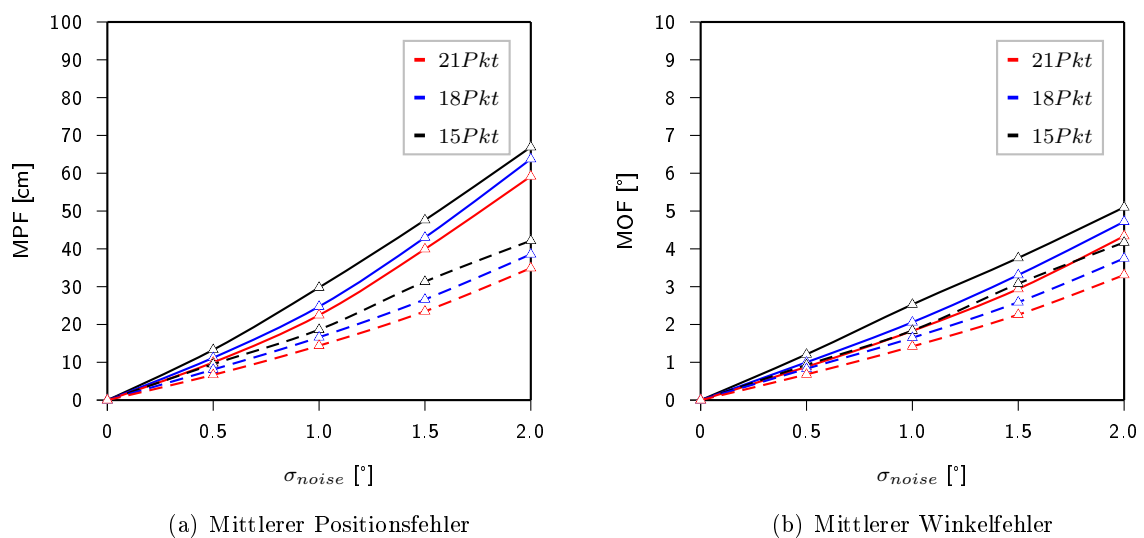 100
90
80
70
60
50
40
30
20
10
0
MPF [cm]
21Pkt
18Pkt
15Pkt
0 0.5 1.0 1.5 2.0
σnoise [°]
(a) Mittlerer Positionsfehler
10
9
8
7
6
5
4
3
2
1
0
MOF [°]
21Pkt
18Pkt
15Pkt
0 0.5 1.0 1.5 2.0
σnoise [°]
(b) Mittlerer Winkelfehler